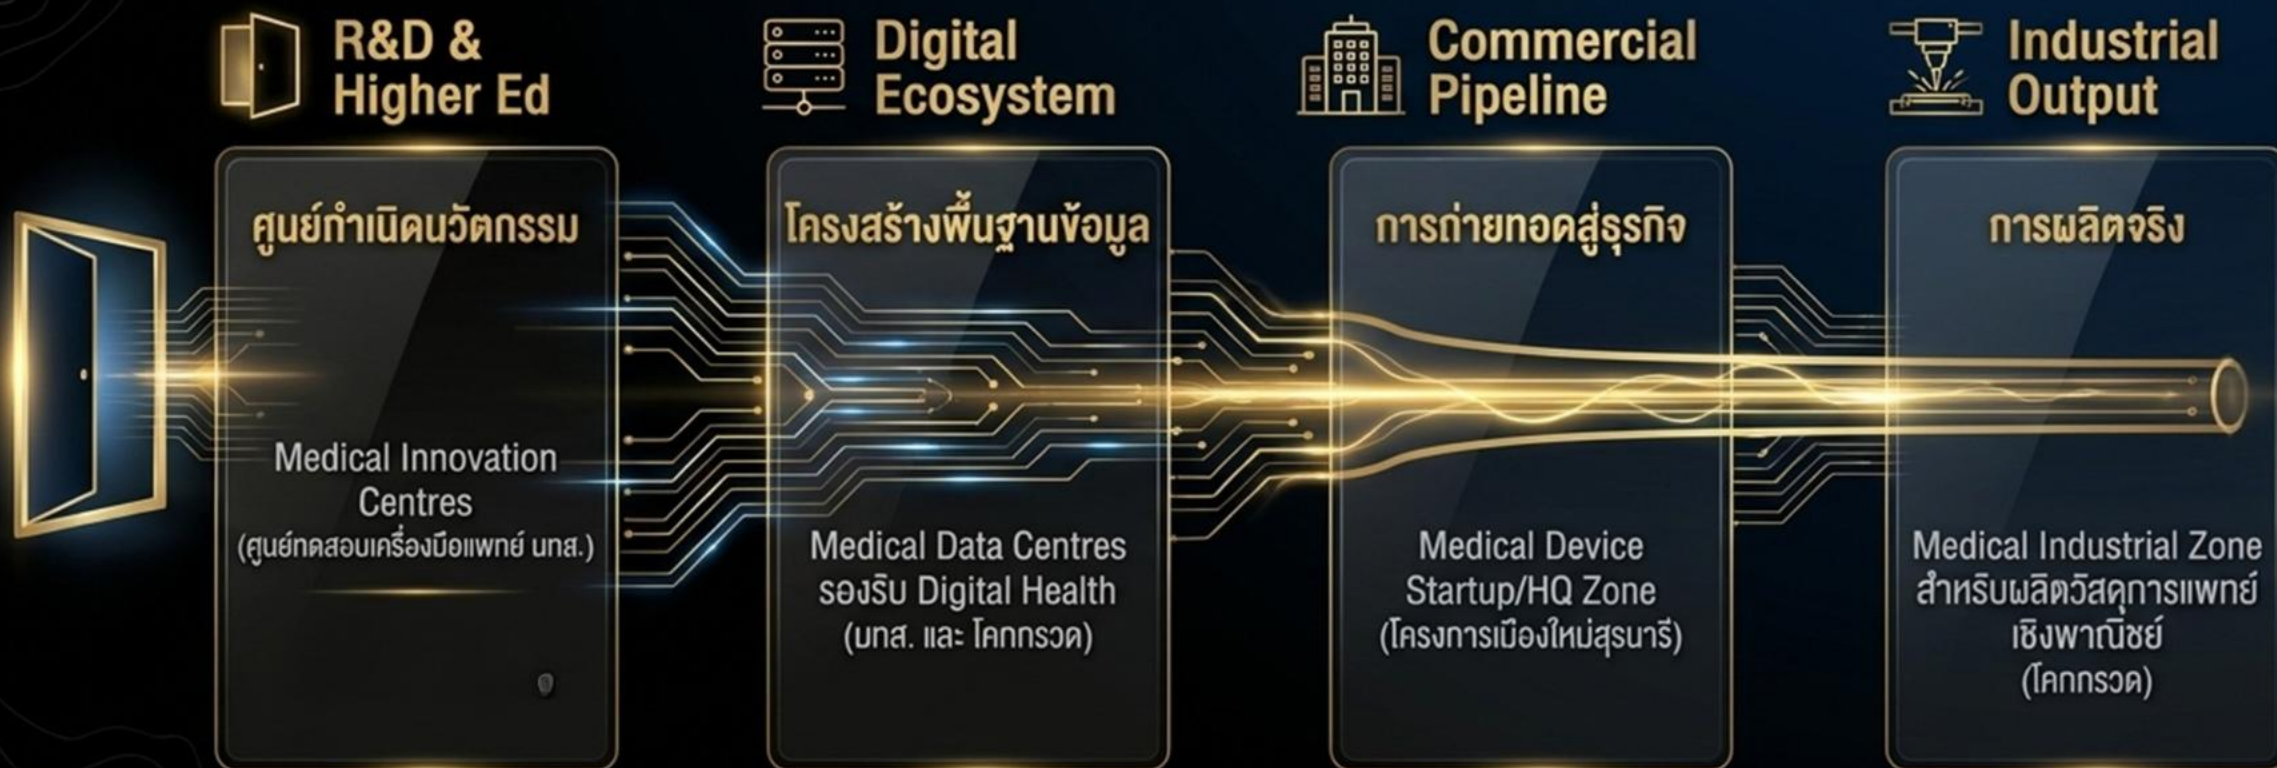 R&D &
Higher Ed
ศูนย์กำเนิดนวัตกรรม
Medical Innovation
Centres
(ศูนย์ทดสอบเครื่องมือแพทย์ มทส.)
Digital
Ecosystem
โครงสร้างพื้นฐานข้อมูล
Medical Data Centres
รองรับ Digital Health
(มทส. และ โคกกรวด)
Commercial
Pipeline
การถ่ายทอดสู่ธุรกิจ
Medical Device
Startup/HQ Zone
(โครงการเมืองใหม่สุรนารี)
Industrial
Output
การผลิตจริง
Medical Industrial Zone
สำหรับผลิตวัสดุการแพทย์
เชิงพาณิชย์
(โคกกรวด)